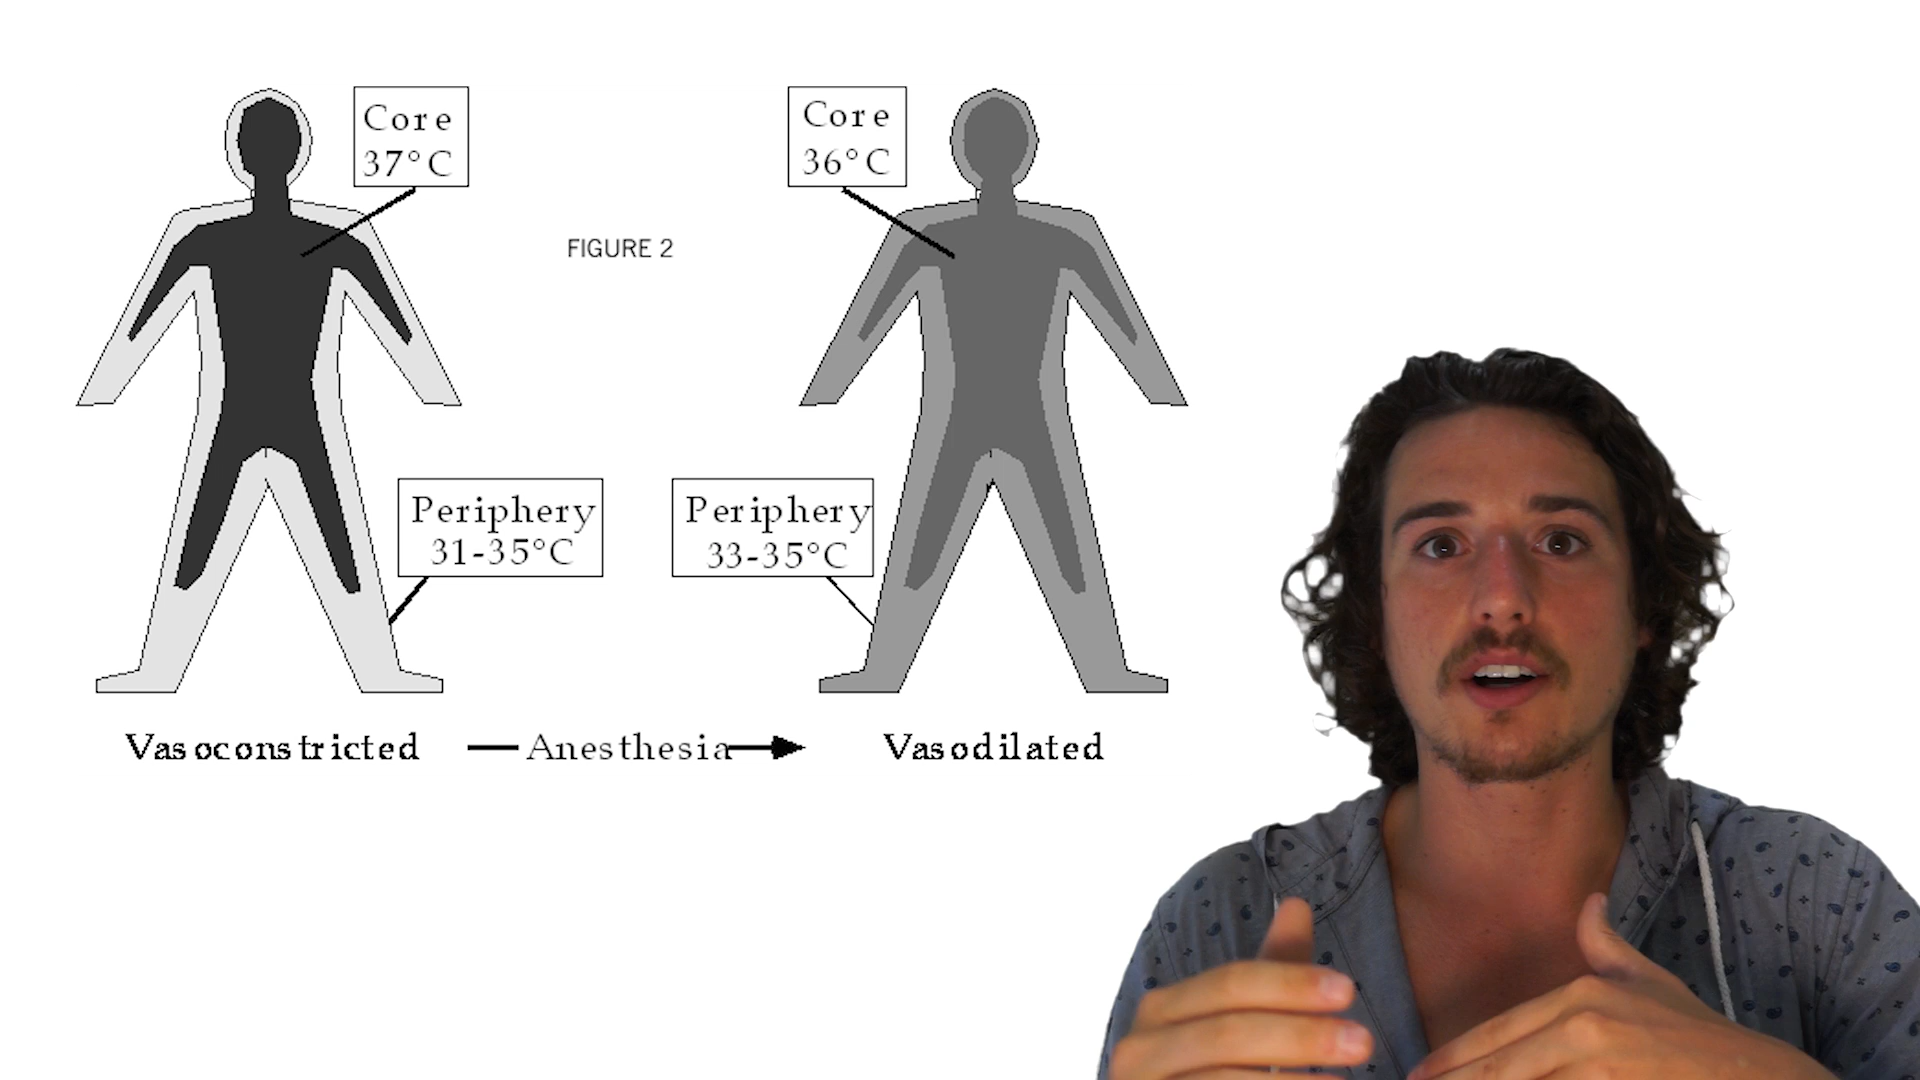 Core
37°C
Core
36°C
FIGURE 2
Periphery
31-35°C
Periphery
33-35°C
Vasoconstricted
Anesthesia
Vasodilated